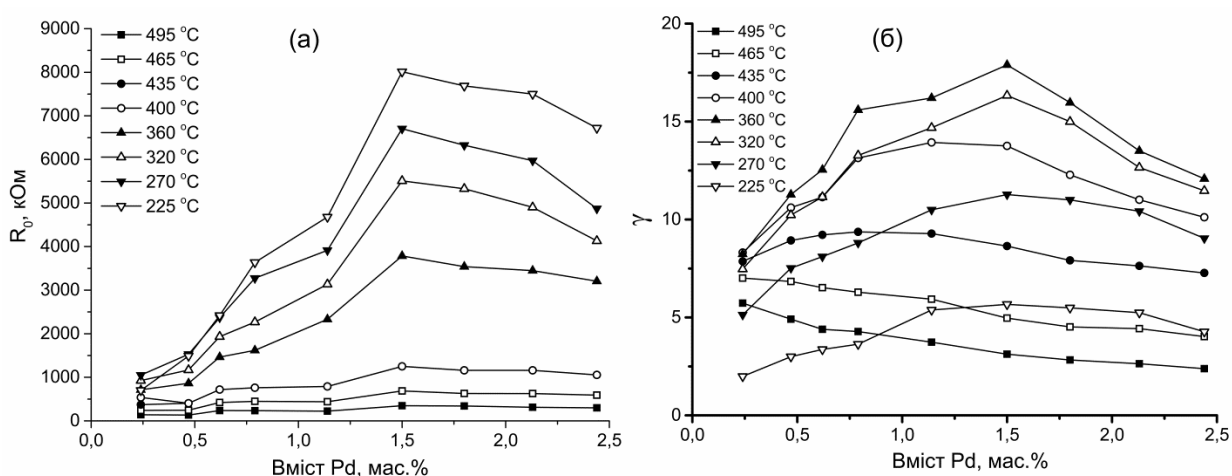 (а)
495 °C
465 °C
435 °C
400 °C
360 °C
320 °C
270 °C
225 °C
9000
8000
7000
6000
5000
4000
3000
2000
1000
0
R₀, кОм
0,0 0,5 1,0 1,5 2,0 2,5
Вміст Pd, мас.%
(б)
495 °C
465 °C
435 °C
400 °C
360 °C
320 °C
270 °C
225 °C
20
15
10
5
0
γ
0,0 0,5 1,0 1,5 2,0 2,5
Вміст Pd, мас.%